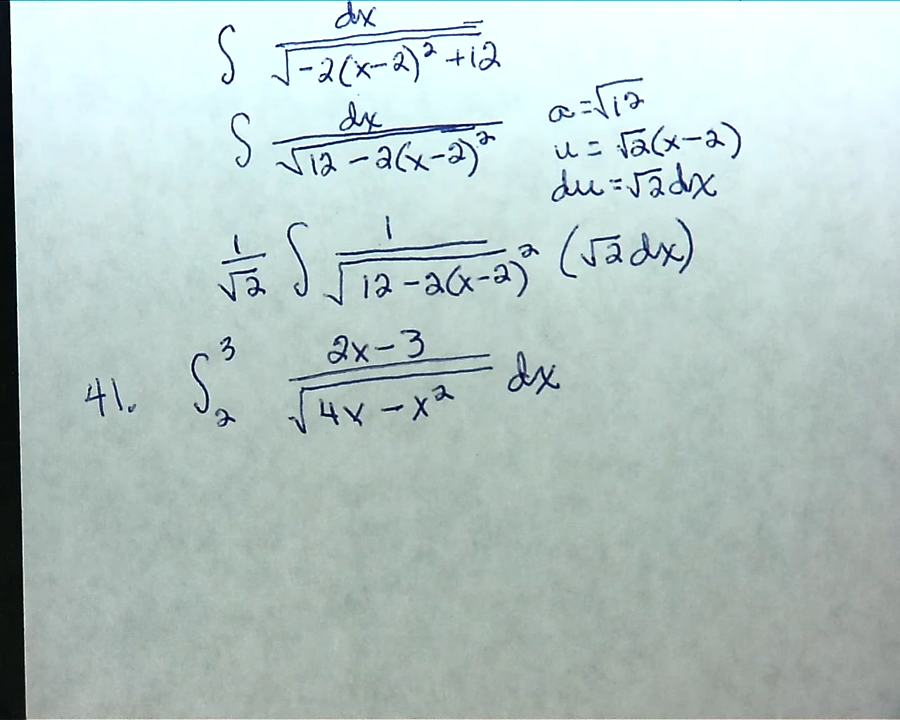 ∫ dx / √(-2(x-2)² + 12)
∫ dx / √(12 - 2(x-2)²) a = √12
u = √2(x-2)
du = √2 dx
1/√2 ∫ 1 / √(12 - 2(x-2)²) (√2 dx)
41. ∫₂³ (2x - 3) / √(4x - x²) dx